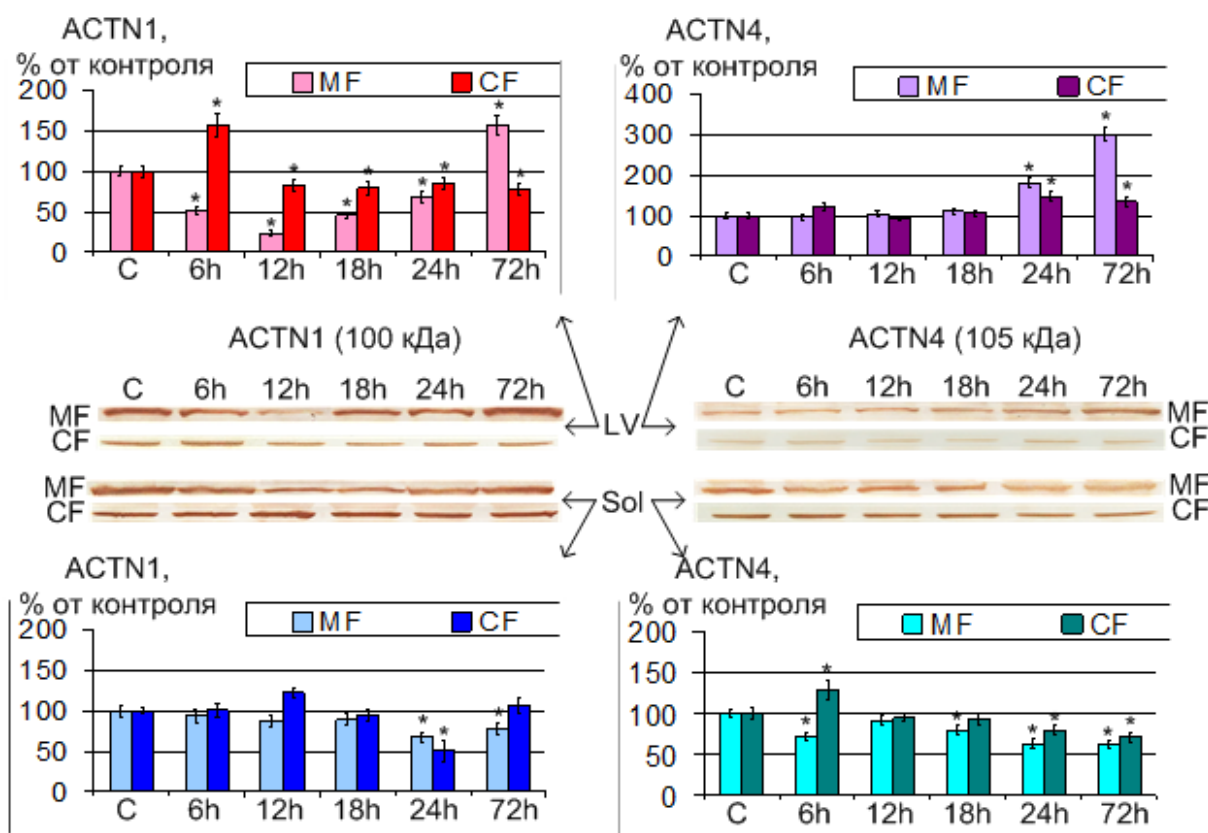 ACTN1,
% от контроля
MF CF
200
150
100
50
0
* * * * * * * * * *
C 6h 12h 18h 24h 72h
ACTN4,
% от контроля
MF CF
400
300
200
100
0
* * * *
C 6h 12h 18h 24h 72h
ACTN1 (100 кДа)
C 6h 12h 18h 24h 72h
MF
CF
MF
CF
LV
Sol
ACTN4 (105 кДа)
C 6h 12h 18h 24h 72h
MF
CF
MF
CF
ACTN1,
% от контроля
MF CF
200
150
100
50
0
* * *
C 6h 12h 18h 24h 72h
ACTN4,
% от контроля
MF CF
200
150
100
50
0
* * * * * * *
C 6h 12h 18h 24h 72h